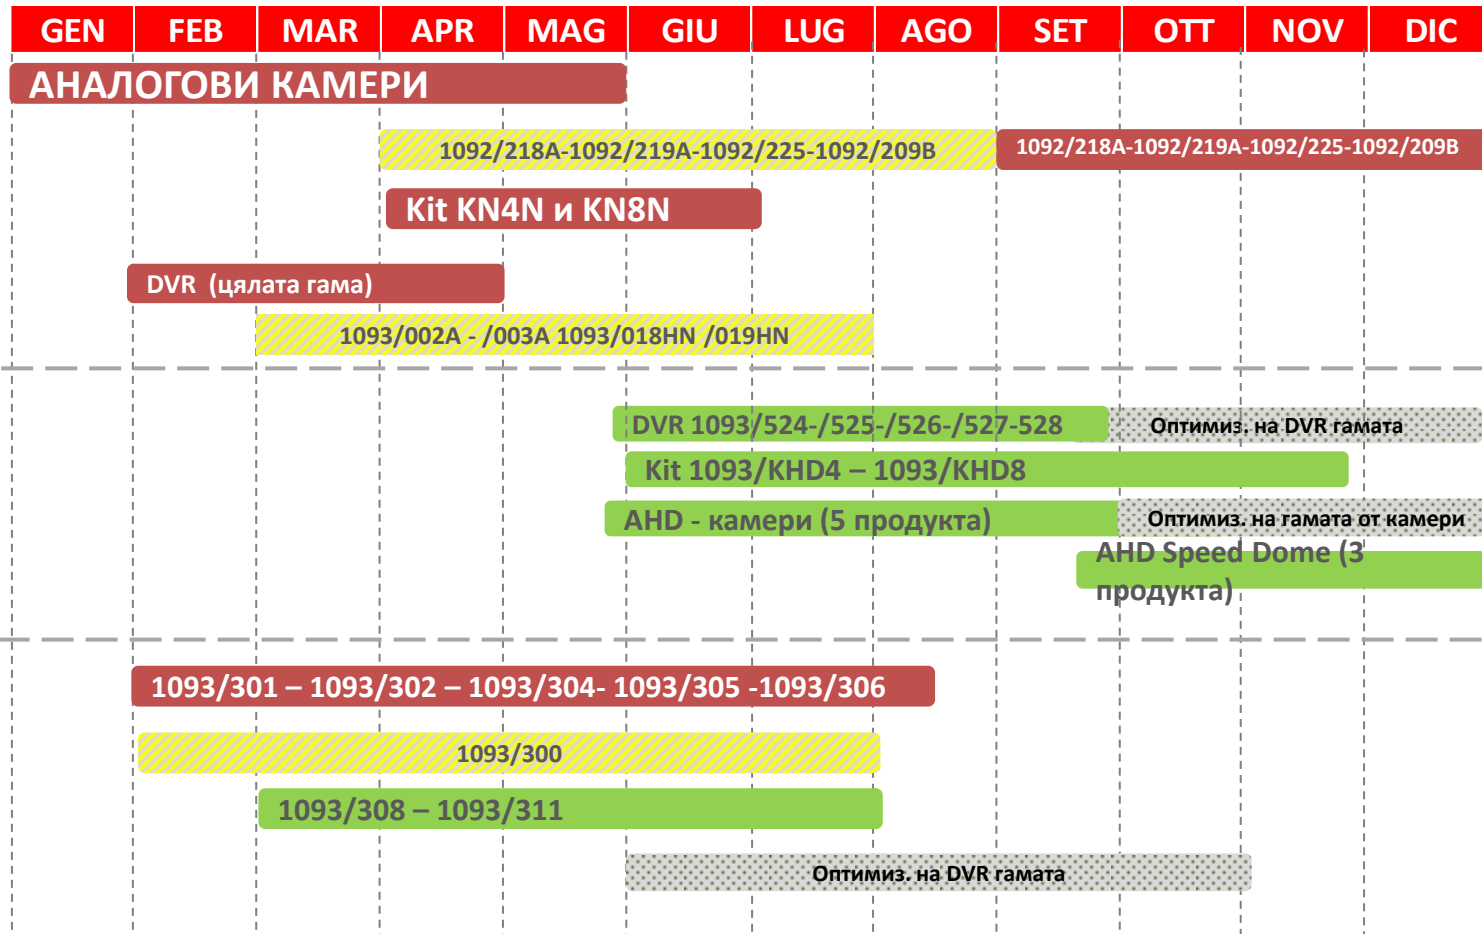 GEN FEB MAR APR MAG GIU LUG AGO SET OTT NOV DIC
АНАЛОГОВИ КАМЕРИ
1092/218A-1092/219A-1092/225-1092/209B
1092/218A-1092/219A-1092/225-1092/209B
Kit KN4N и KN8N
DVR (цялата гама)
1093/002A - /003A 1093/018HN /019HN
DVR 1093/524-/525-/526-/527-528
Оптимиз. на DVR гамата
Kit 1093/KHD4 – 1093/KHD8
AHD - камери (5 продукта)
Оптимиз. на гамата от камери
AHD Speed Dome (3
продукта)
1093/301 – 1093/302 – 1093/304- 1093/305 -1093/306
1093/300
1093/308 – 1093/311
Оптимиз. на DVR гамата